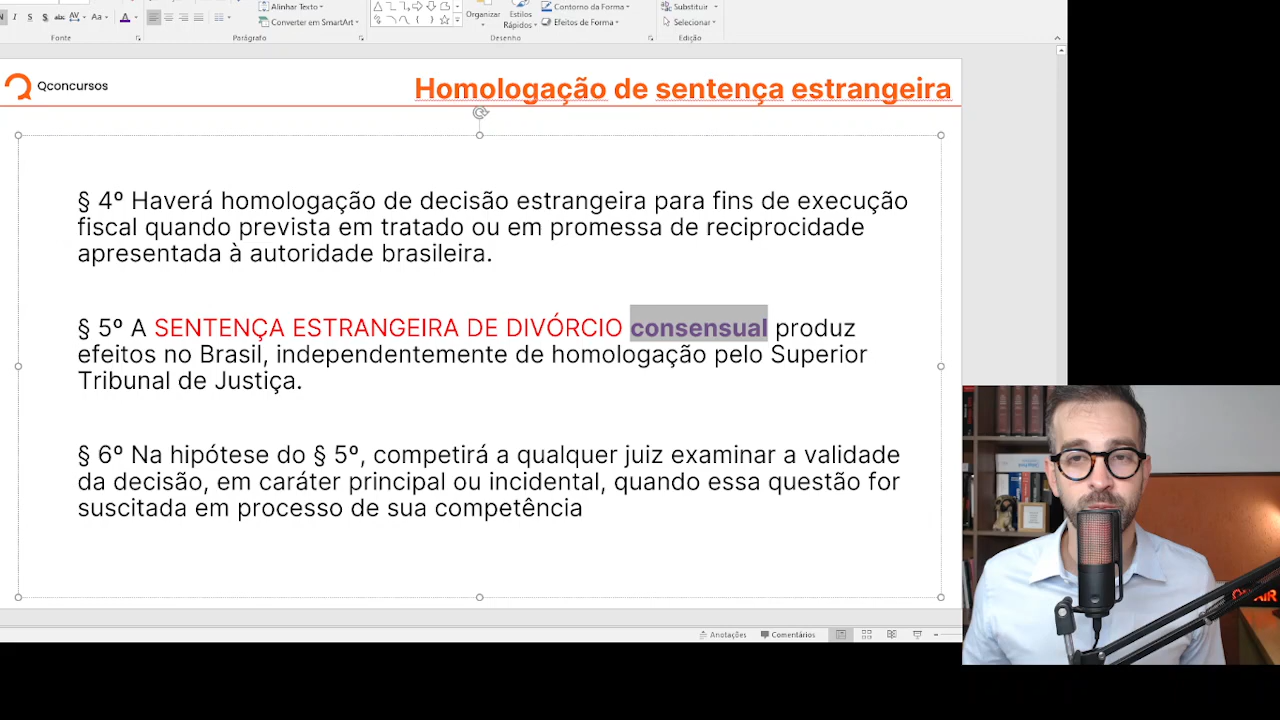 Alinhar Texto
Converter em SmartArt
Organizar
Estilos
Rápidos
Contorno da Forma
Efeitos de Forma
Substituir
Selecionar
I S S abc AV Aa A
Fonte
Parágrafo
Desenho
Edição
Qconcursos
Homologação de sentença estrangeira
§ 4º Haverá homologação de decisão estrangeira para fins de execução
fiscal quando prevista em tratado ou em promessa de reciprocidade
apresentada à autoridade brasileira.
§ 5º A SENTENÇA ESTRANGEIRA DE DIVÓRCIO consensual produz
efeitos no Brasil, independentemente de homologação pelo Superior
Tribunal de Justiça.
§ 6º Na hipótese do § 5º, competirá a qualquer juiz examinar a validade
da decisão, em caráter principal ou incidental, quando essa questão for
suscitada em processo de sua competência
Anotações
Comentários